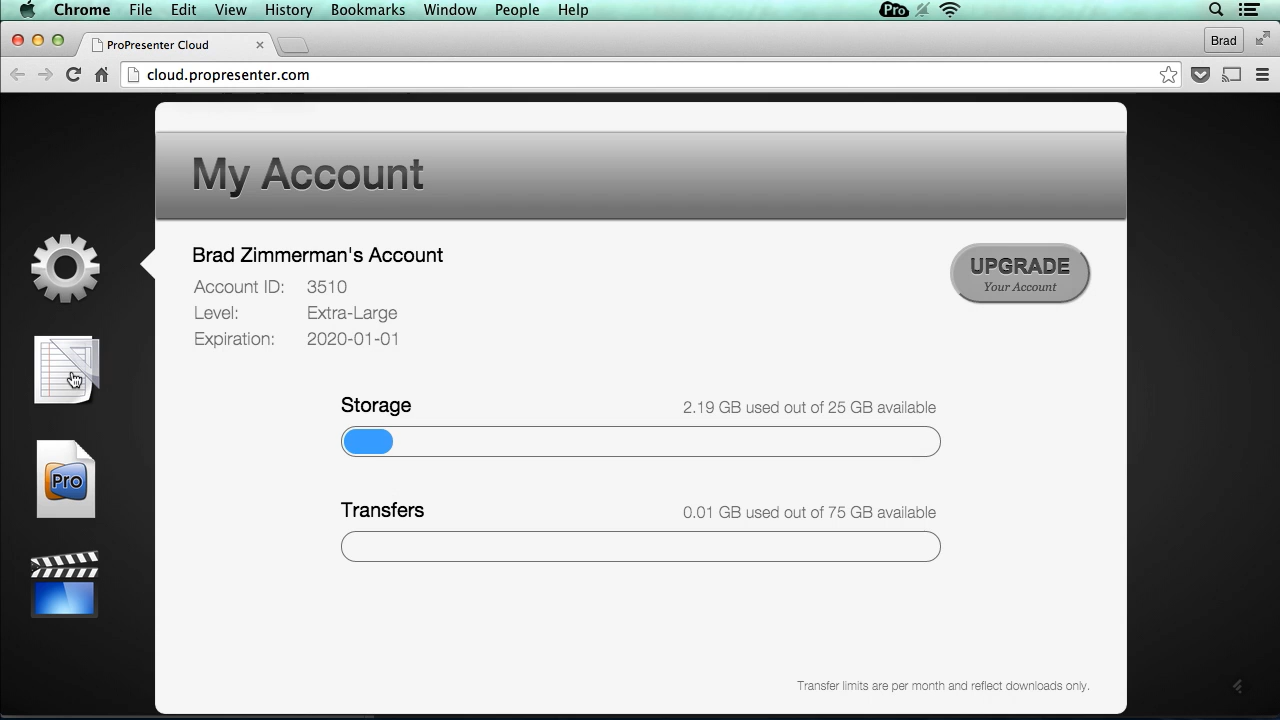 Chrome File Edit View History Bookmarks Window People Help Pro
ProPresenter Cloud Brad
cloud.propresenter.com
My Account
Brad Zimmerman's Account
UPGRADE
Your Account
Account ID: 3510
Level: Extra-Large
Expiration: 2020-01-01
Storage 2.19 GB used out of 25 GB available
Pro
Transfers 0.01 GB used out of 75 GB available
Transfer limits are per month and reflect downloads only.